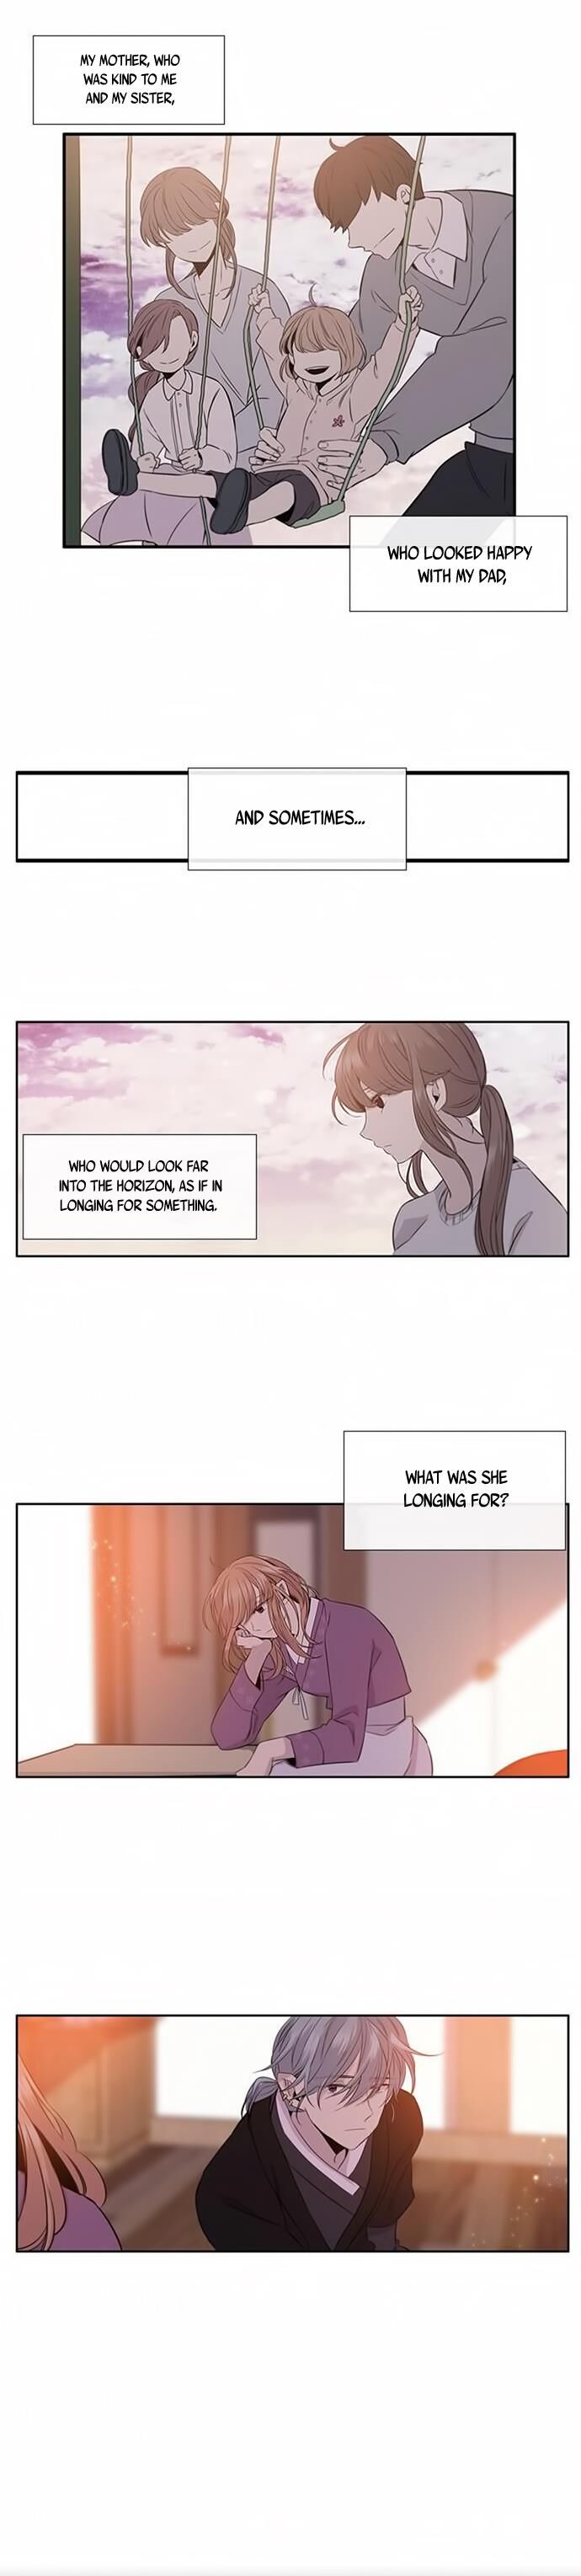 MY MOTHER, WHO
WAS KIND TO ME
AND MY SISTER,
WHO LOOKED HAPPY
WITH MY DAD,
AND SOMETIMES...
WHO WOULD LOOK FAR
INTO THE HORIZON, AS IF IN
LONGING FOR SOMETHING.
WHAT WAS SHE
LONGING FOR?